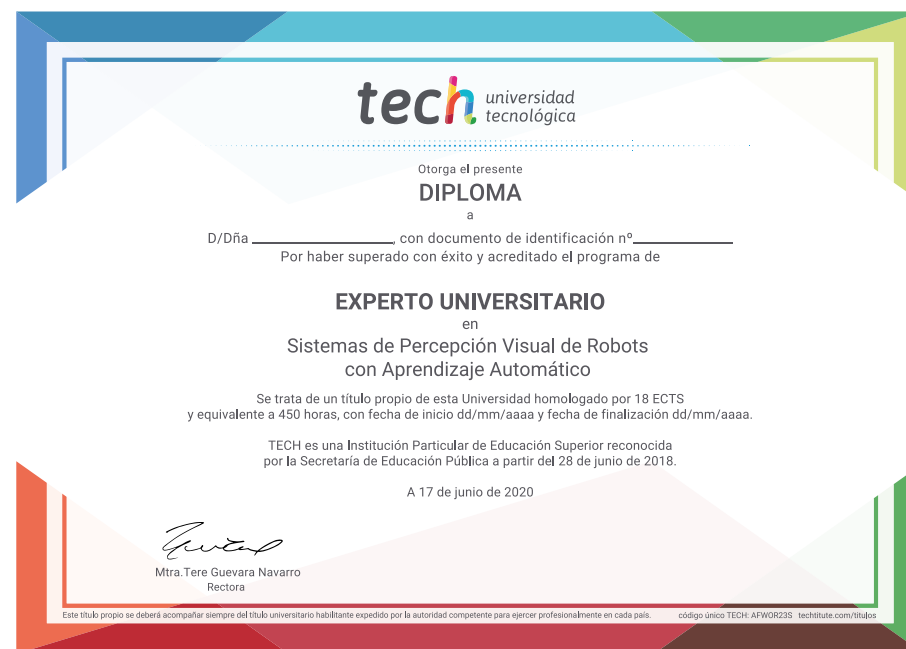 tech universidad
tecnológica
Otorga el presente
DIPLOMA
a
D/Dña ____________________, con documento de identificación nº______________
Por haber superado con éxito y acreditado el programa de
EXPERTO UNIVERSITARIO
en
Sistemas de Percepción Visual de Robots
con Aprendizaje Automático
Se trata de un título propio de esta Universidad homologado por 18 ECTS
y equivalente a 450 horas, con fecha de inicio dd/mm/aaaa y fecha de finalización dd/mm/aaaa.
TECH es una Institución Particular de Educación Superior reconocida
por la Secretaría de Educación Pública a partir del 28 de junio de 2018.
A 17 de junio de 2020
Mtra.Tere Guevara Navarro
Rectora
Este título propio se deberá acompañar siempre del título universitario habilitante expedido por la autoridad competente para ejercer profesionalmente en cada país. código único TECH: AFWOR23S techtitute.com/titulos